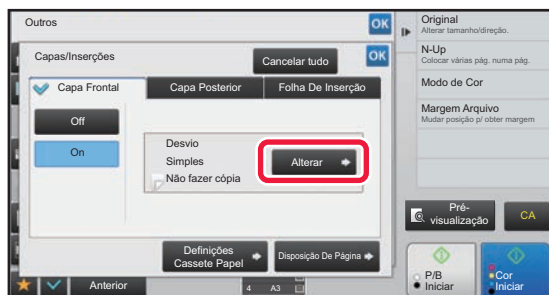 Outros
OK
Capas/Inserções
Cancelar tudo
OK
Capa Frontal
Capa Posterior
Folha De Inserção
Off
On
Desvio
Simples
Não fazer cópia
Alterar
Definições
Cassete Papel
Disposição De Página
Anterior
4 A3
Original
Alterar tamanho/direção.
N-Up
Colocar várias pág. numa pág.
Modo de Cor
Margem Arquivo
Mudar posição p/ obter margem
Pré-
visualização
CA
P/B
Iniciar
Cor
Iniciar